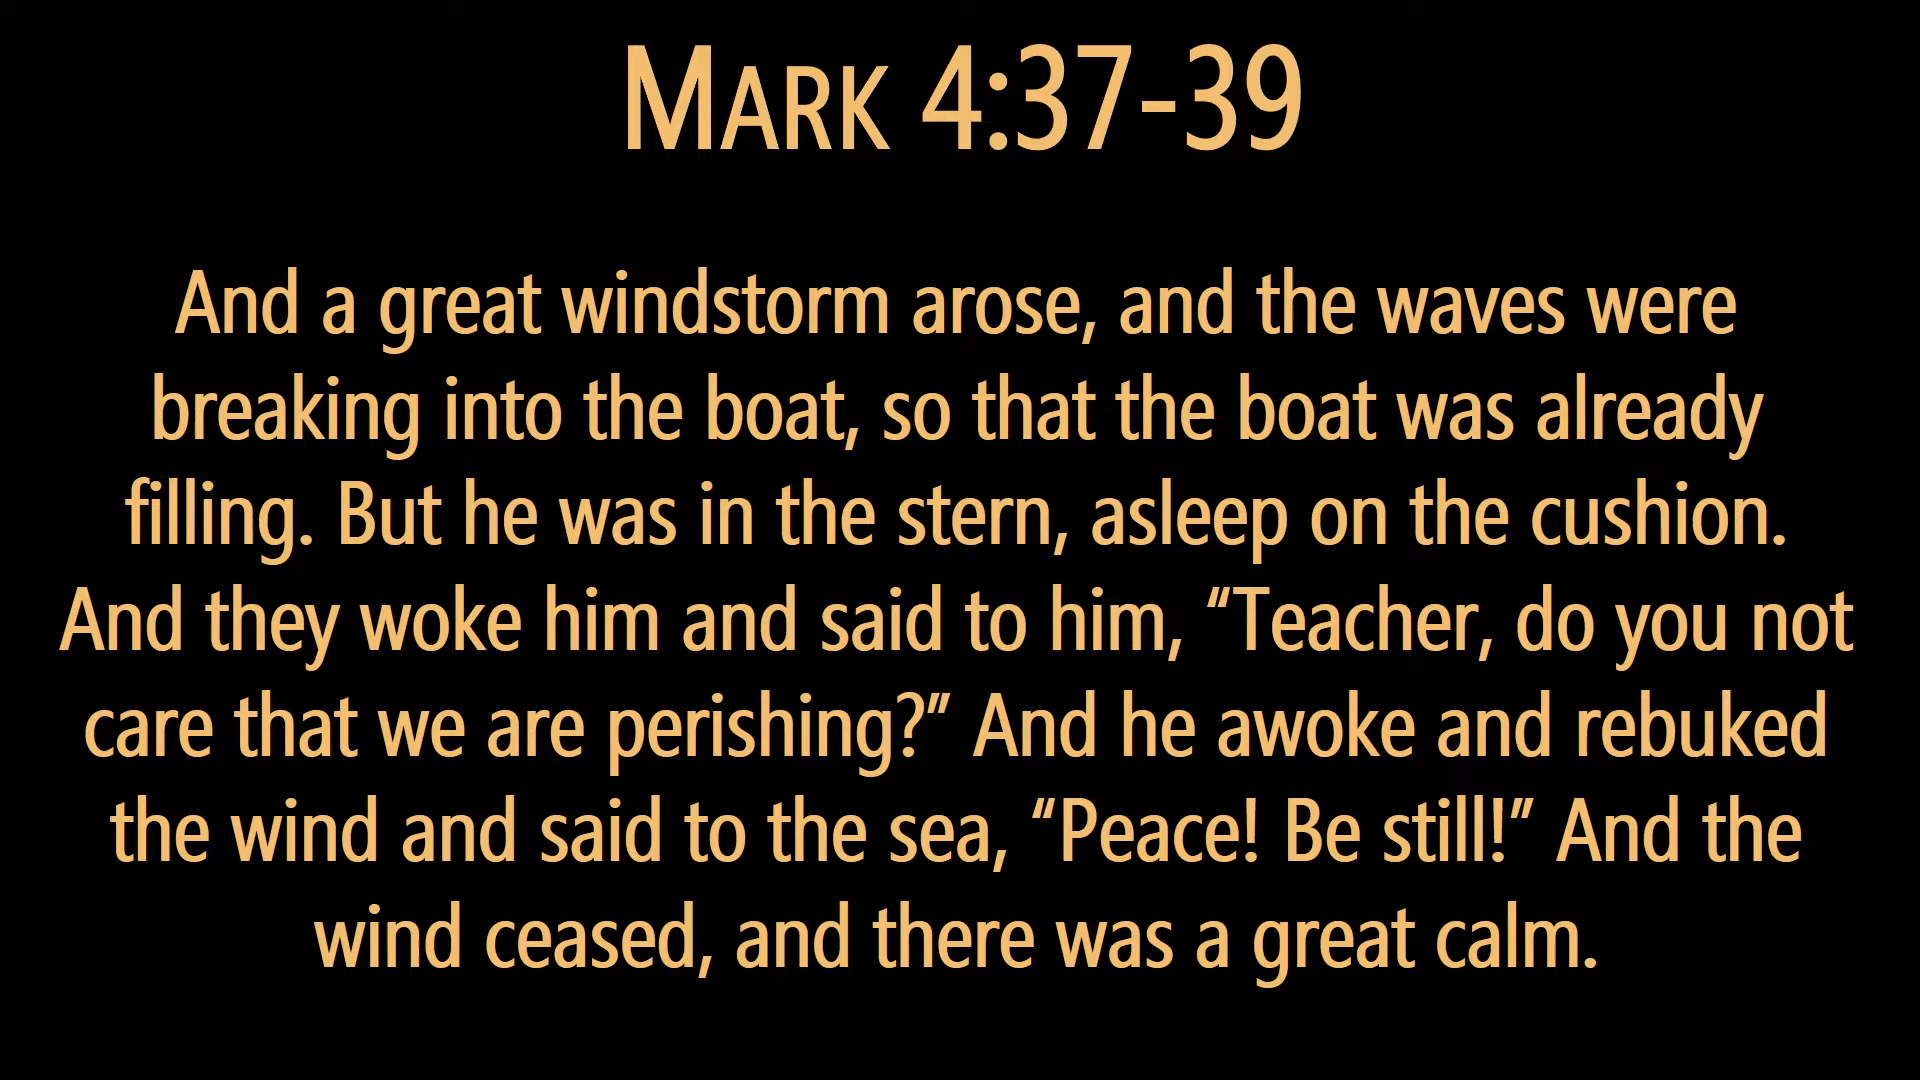 Mark 4:37-39
And a great windstorm arose, and the waves were
breaking into the boat, so that the boat was already
filling. But he was in the stern, asleep on the cushion.
And they woke him and said to him, “Teacher, do you not
care that we are perishing?” And he awoke and rebuked
the wind and said to the sea, “Peace! Be still!” And the
wind ceased, and there was a great calm.